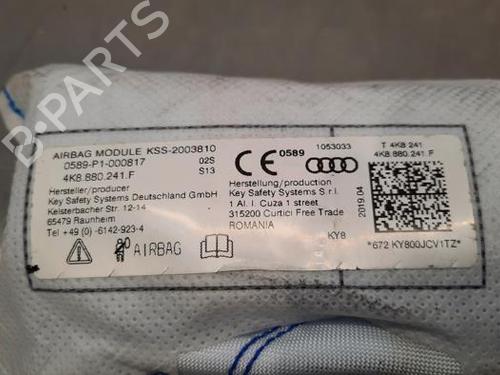 AIRBAG MODULE KSS-2003810
0589-P1-000817 02S
4K8.880.241.F S13
Hersteller/producer
Key Safety Systems Deutschland GmbH
Kelsterbacher Str. 12-14
65479 Raunheim
Tel +49 (0)-6142-923-4
AIRBAG
CE 0589
1053033
Herstellung/production
Key Safety Systems S.r.l.
1 Al. I. Cuza 1 street
315200 Curtici Free Trade
ROMANIA
KY8
2019.04
T 4K8 241
4K8.880.241.F
*672 KY800JCV1TZ*
B-PARTS